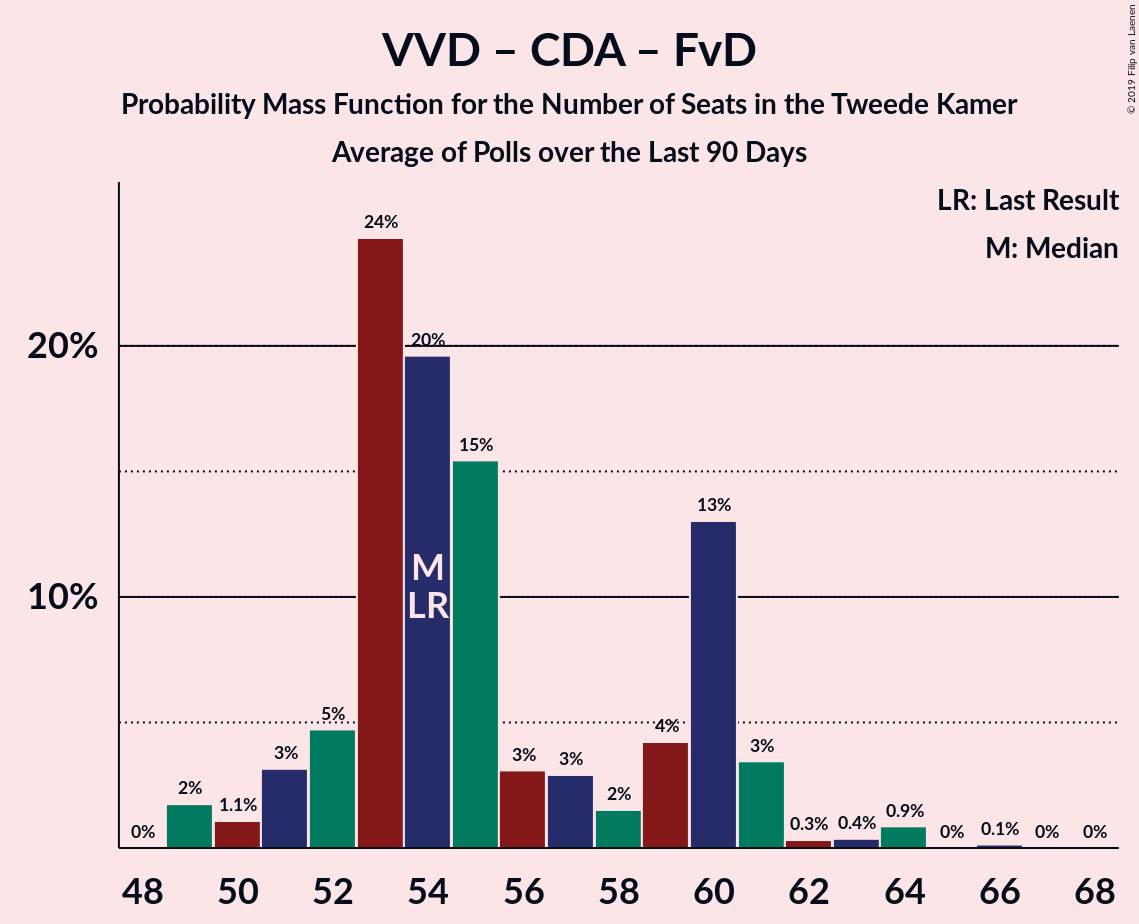 VVD – CDA – FvD
Probability Mass Function for the Number of Seats in the Tweede Kamer
Average of Polls over the Last 90 Days
© 2019 Filip van Laenen
LR: Last Result
M: Median
20%
10%
0%
2%
1.1%
3%
5%
24%
20%
15%
3%
3%
2%
4%
13%
3%
0.3%
0.4%
0.9%
0%
0.1%
0%
0%
M
LR
48 50 52 54 56 58 60 62 64 66 68